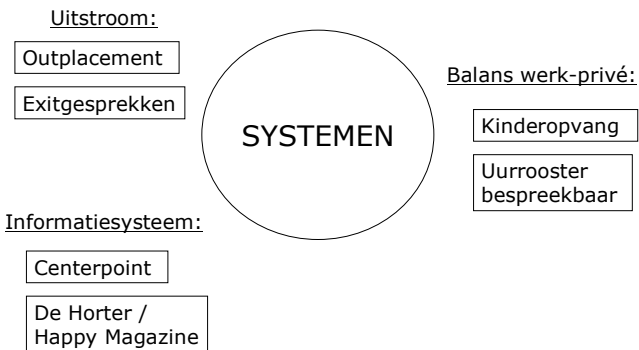 Uitstroom:
Outplacement
Exitgesprekken
SYSTEMEN
Balans werk-privé:
Kinderopvang
Uurrooster
bespreekbaar
Informatiesysteem:
Centerpoint
De Horter /
Happy Magazine